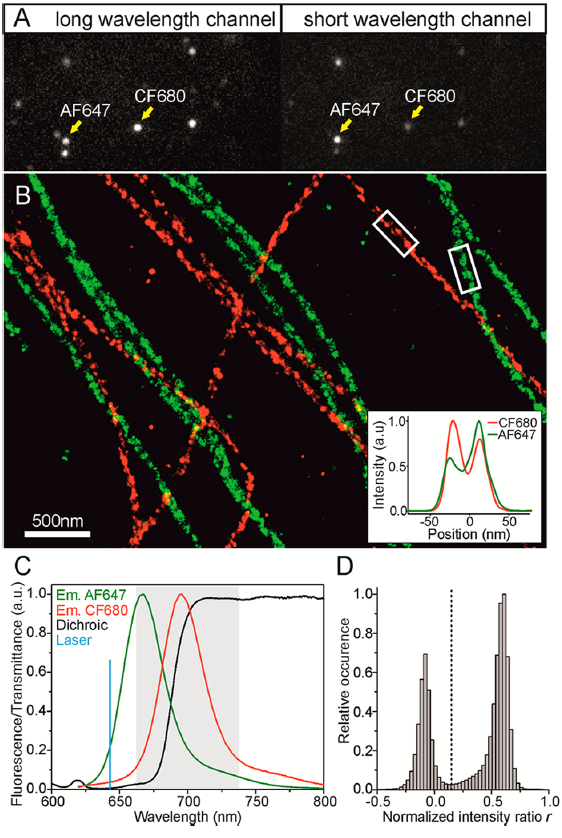 A
long wavelength channel
short wavelength channel
AF647
CF680
AF647
CF680
B
500nm
Intensity (a.u)
1.0
0.5
0.0
CF680
AF647
-50
0
50
Position (nm)
C
Fluorescence/Transmittance (a.u.)
1.0
0.8
0.6
0.4
0.2
0.0
Em. AF647
Em. CF680
Dichroic
Laser
600
650
700
750
800
Wavelength (nm)
D
Relative occurence
1.0
0.8
0.6
0.4
0.2
0.0
-0.5
0.0
0.5
1.0
Normalized intensity ratio r